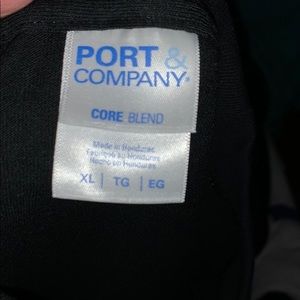 PORT &
COMPANY®
CORE BLEND
Made in Honduras
Fabriqué au Honduras
Hecho en Honduras
XL | TG | EG